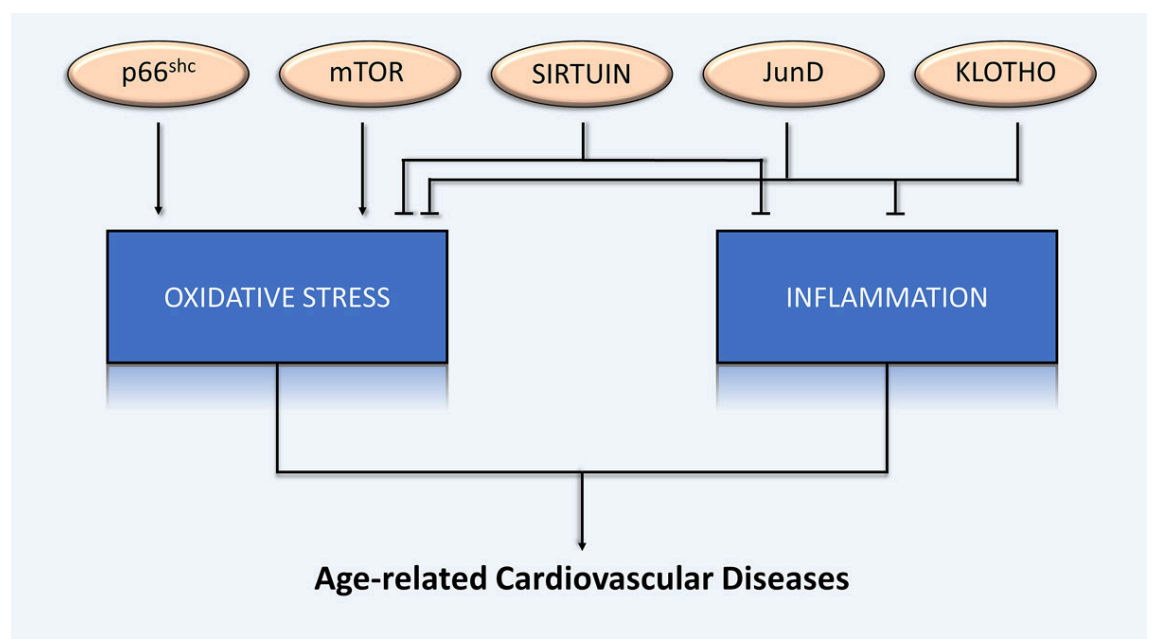 p66shc
mTOR
SIRTUIN
JunD
KLOTHO
OXIDATIVE STRESS
INFLAMMATION
Age-related Cardiovascular Diseases